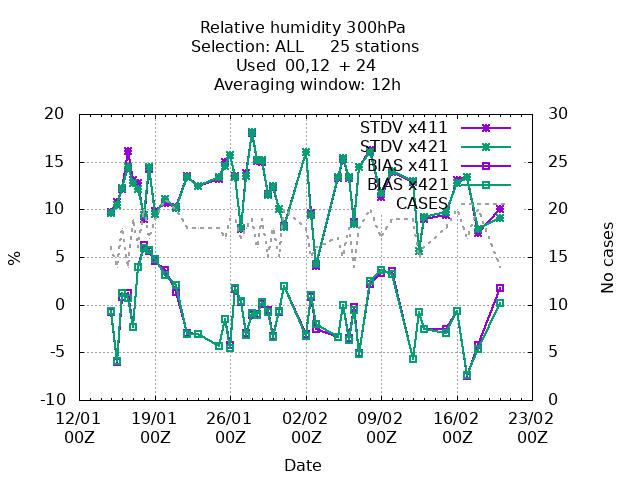 Relative humidity 300hPa
Selection: ALL 25 stations
Used 00,12 + 24
Averaging window: 12h
20 30
STDV x411
STDV x421
15 25
BIAS x411
BIAS x421
CASES
10 20
5 15
% No cases
0 10
-5 5
-10 0
12/01 19/01 26/01 02/02 09/02 16/02 23/02
00Z 00Z 00Z 00Z 00Z 00Z 00Z
Date